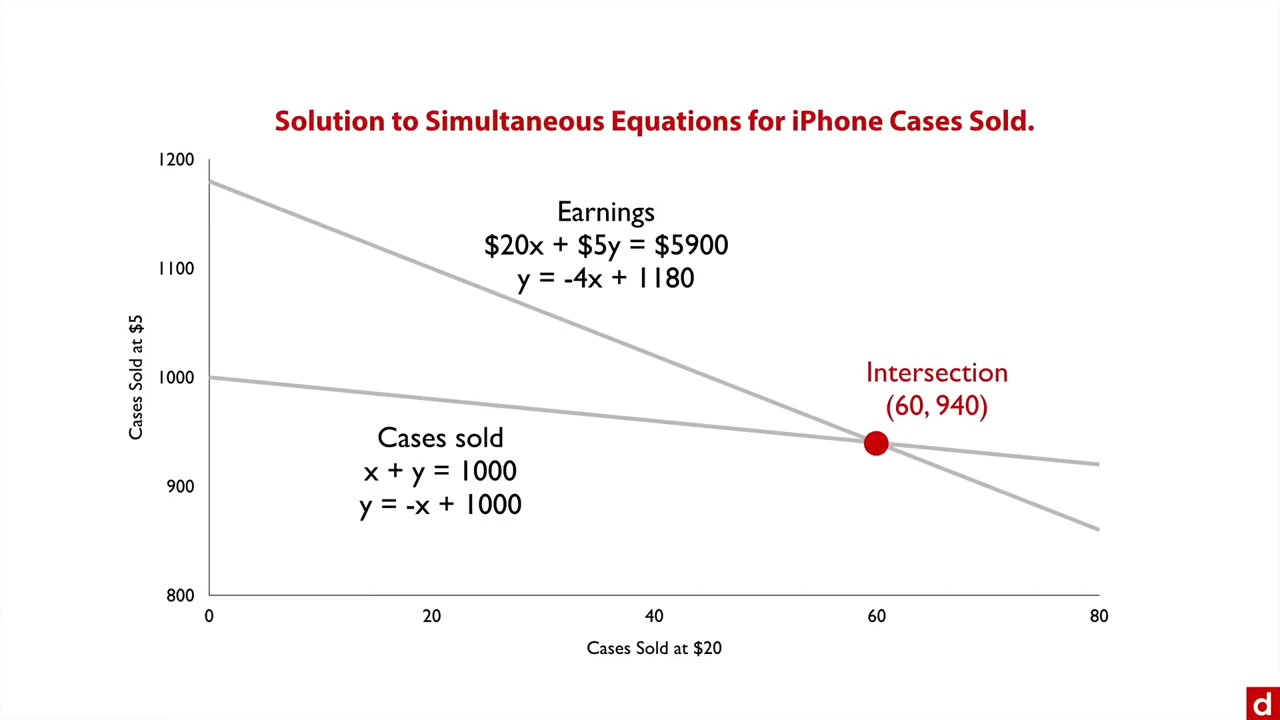 Solution to Simultaneous Equations for iPhone Cases Sold.
1200
1100
1000
900
800
Cases Sold at $5
Earnings
$20x + $5y = $5900
y = -4x + 1180
Intersection
(60, 940)
Cases sold
x + y = 1000
y = -x + 1000
0
20
40
60
80
Cases Sold at $20
d